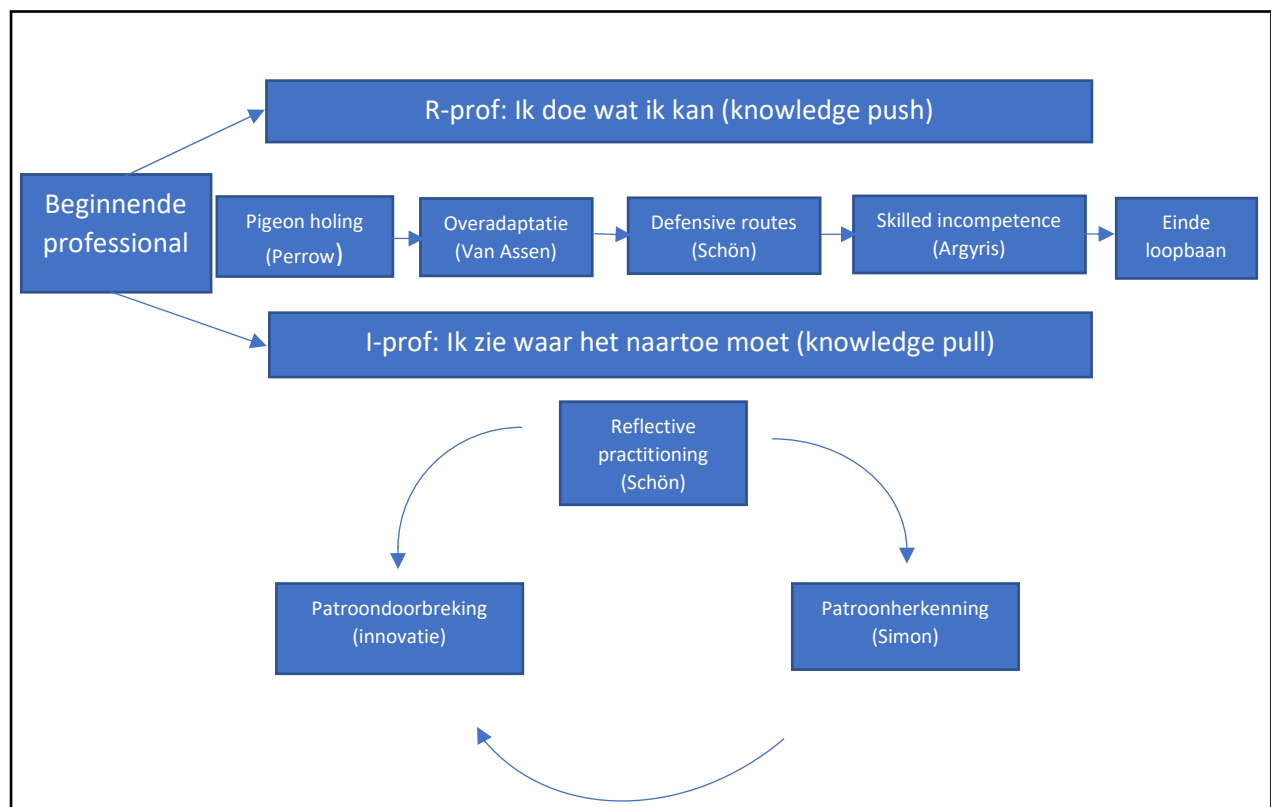 R-prof: Ik doe wat ik kan (knowledge push)
Beginnende
professional
Pigeon holing
(Perrow)
Overadaptatie
(Van Assen)
Defensive routes
(Schön)
Skilled incompetence
(Argyris)
Einde
loopbaan
I-prof: Ik zie waar het naartoe moet (knowledge pull)
Reflective
practitioning
(Schön)
Patroondoorbreking
(innovatie)
Patroonherkenning
(Simon)